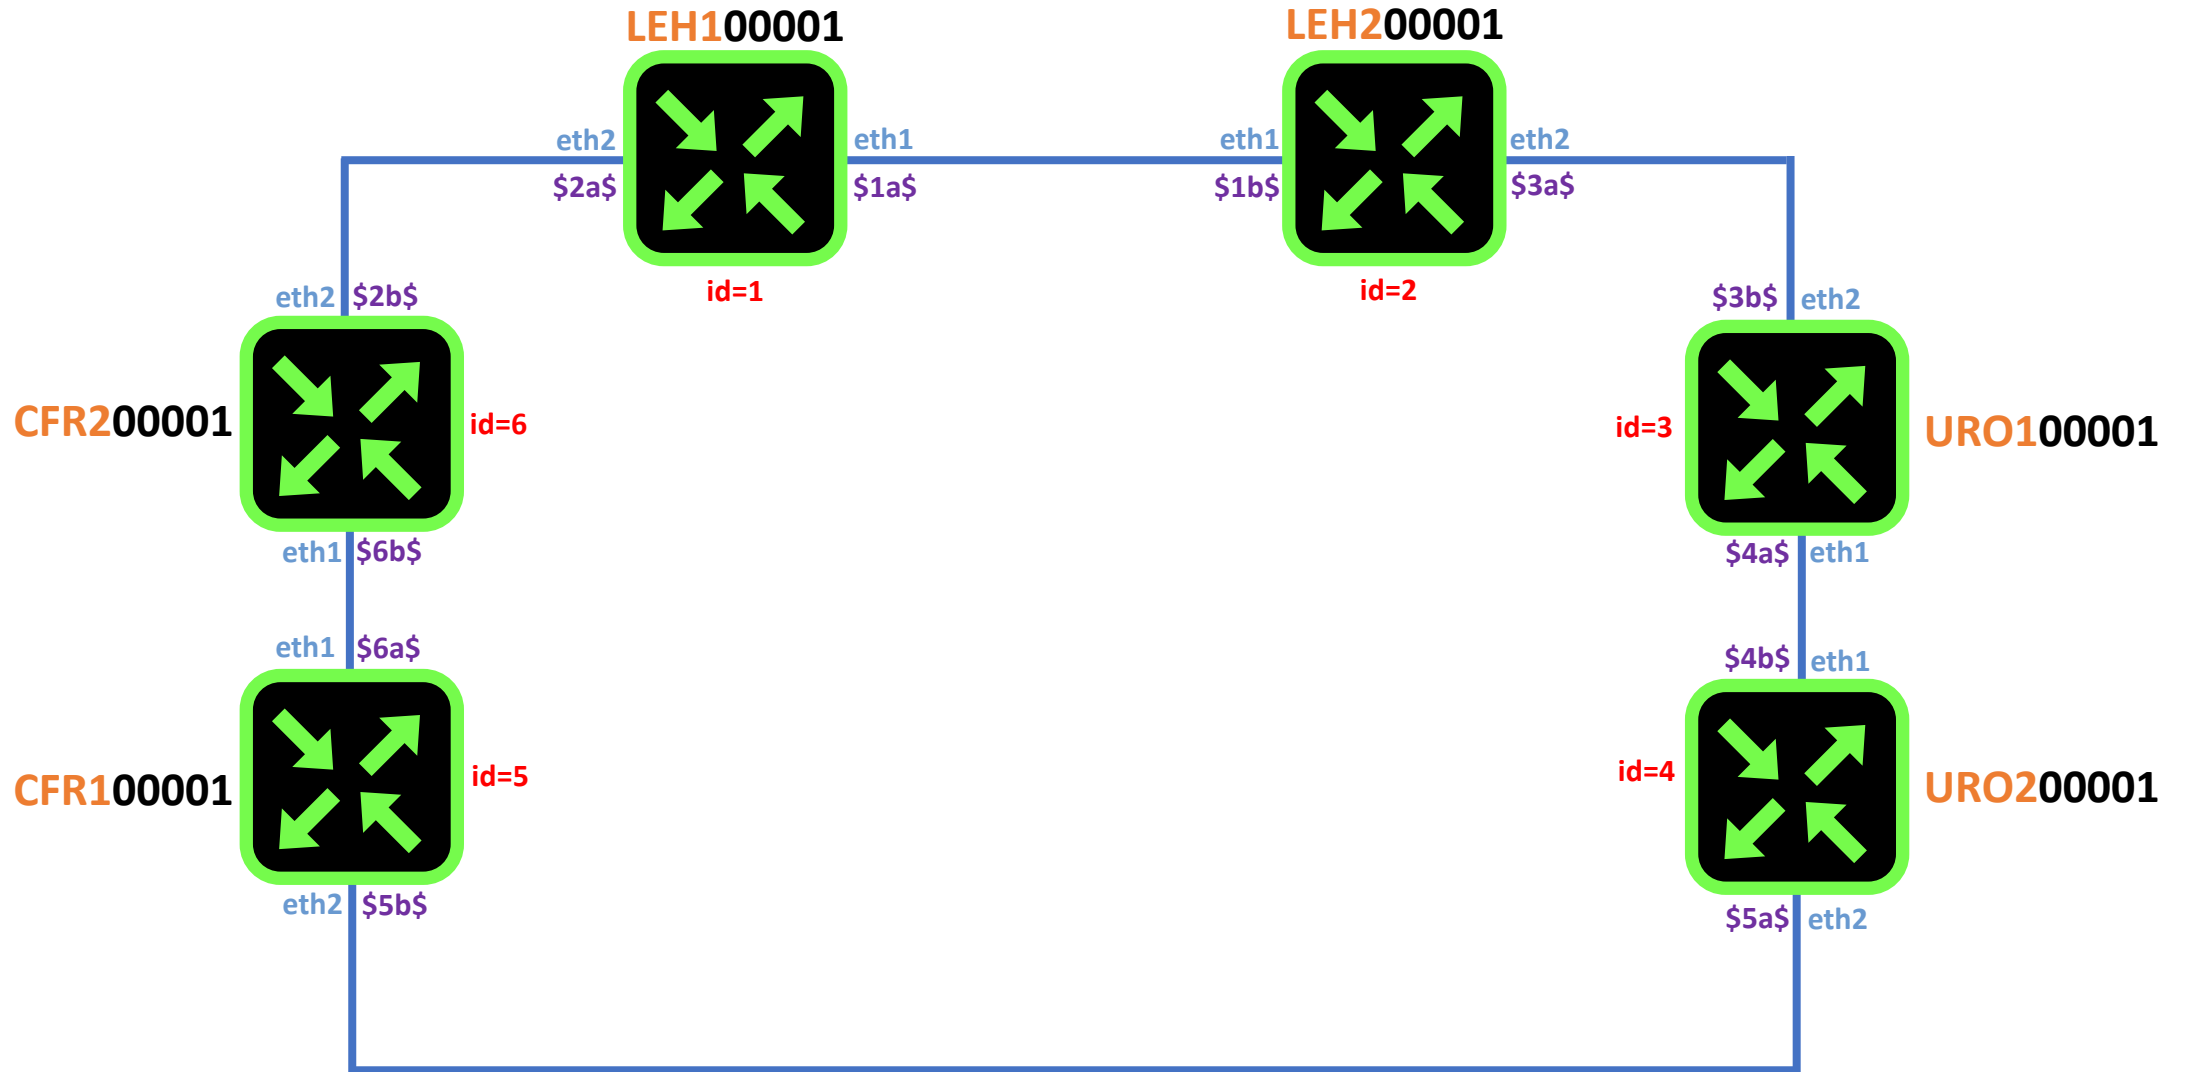 LEH100001
LEH200001
eth2
eth1
eth1
eth2
$2a$
$1a$
$1b$
$3a$
id=1
id=2
eth2
$2b$
$3b$
eth2
CFR200001
id=6
id=3
URO100001
eth1
$6b$
$4a$
eth1
eth1
$6a$
$4b$
eth1
CFR100001
id=5
id=4
URO200001
eth2
$5b$
$5a$
eth2